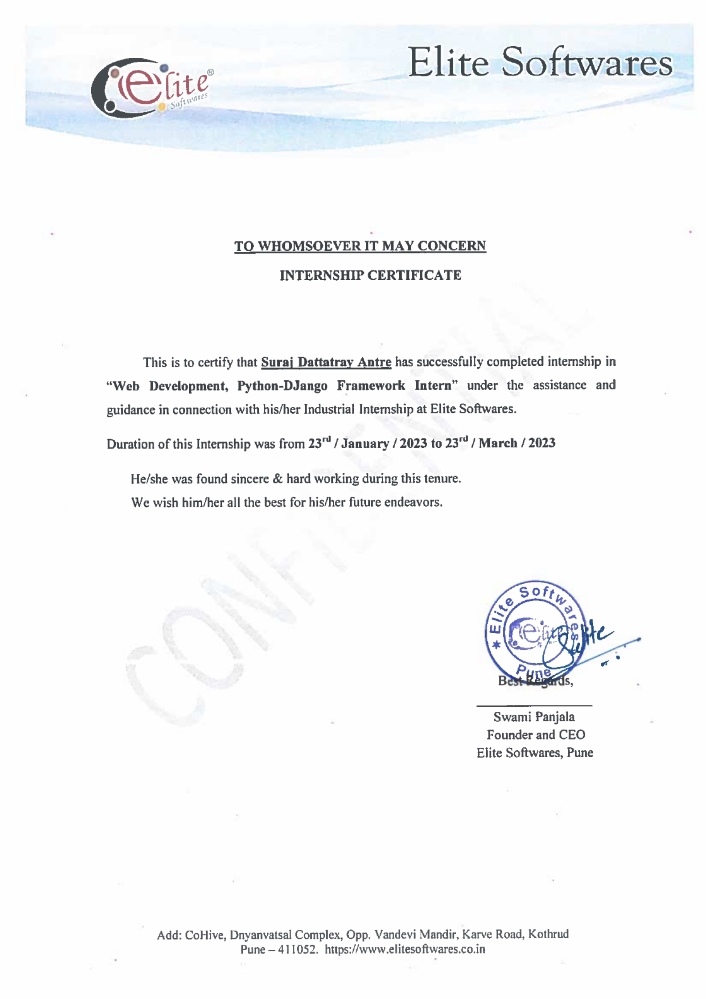 elite®
Softwares
Elite Softwares
TO WHOMSOEVER IT MAY CONCERN
INTERNSHIP CERTIFICATE
This is to certify that Suraj Dattatray Antre has successfully completed internship in
“Web Development, Python-DJango Framework Intern” under the assistance and
guidance in connection with his/her Industrial Internship at Elite Softwares.
Duration of this Internship was from 23rd / January / 2023 to 23rd / March / 2023
He/she was found sincere & hard working during this tenure.
We wish him/her all the best for his/her future endeavors.
CONFIDENTIAL
Elite Softwares
elite
Pune
Best Regards,
Swami Panjala
Founder and CEO
Elite Softwares, Pune
Add: CoHive, Dnyanvatsal Complex, Opp. Vandevi Mandir, Karve Road, Kothrud
Pune – 411052. https://www.elitesoftwares.co.in